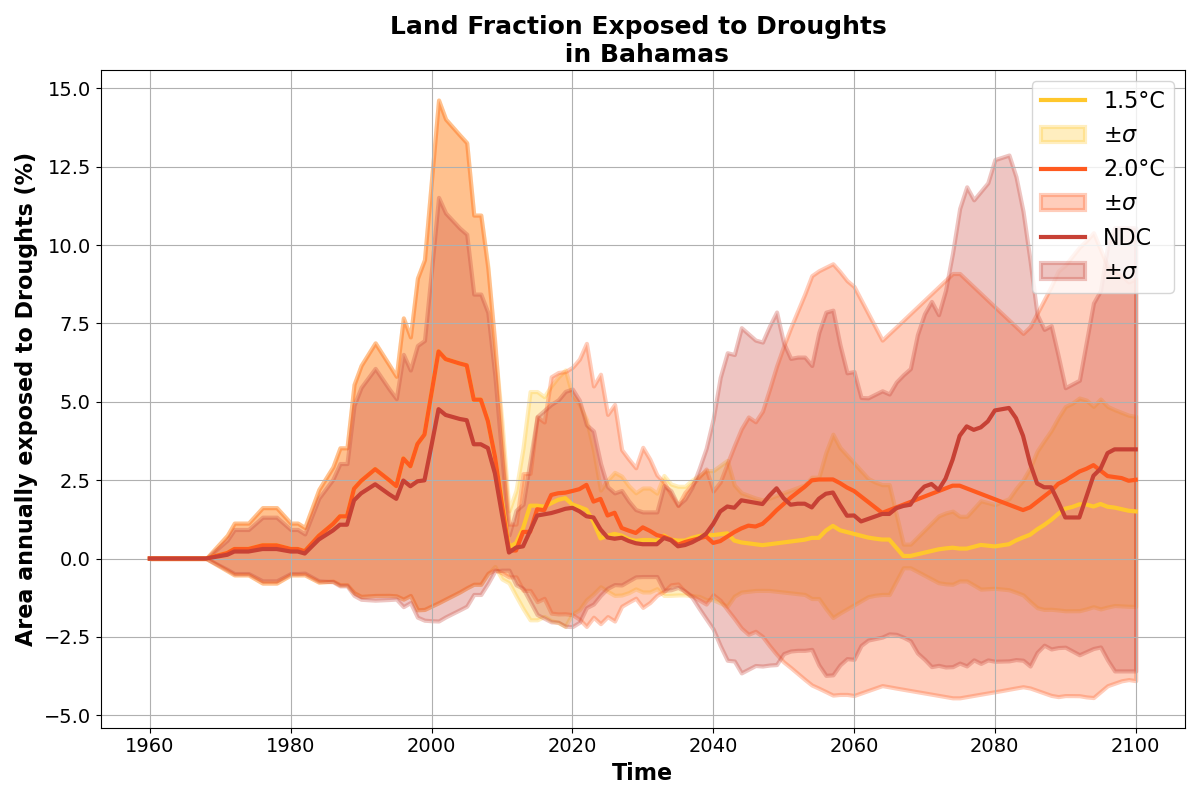 Land Fraction Exposed to Droughts
in Bahamas
Area annually exposed to Droughts (%)
15.0
12.5
10.0
7.5
5.0
2.5
0.0
−2.5
−5.0
1960
1980
2000
2020
2040
2060
2080
2100
Time
1.5°C
±σ
2.0°C
±σ
NDC
±σ